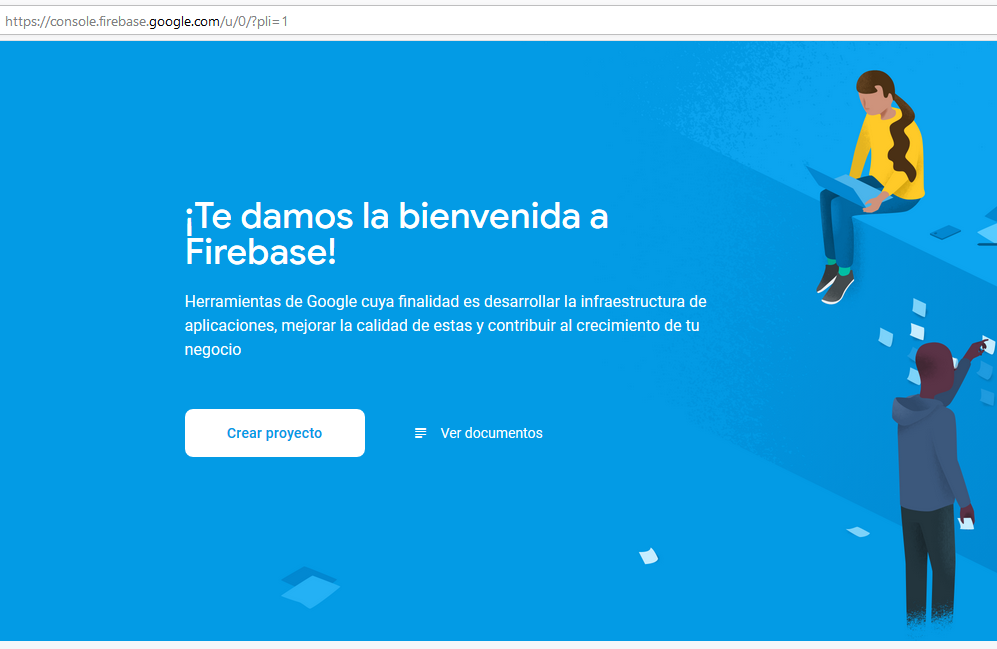 https://console.firebase.google.com/u/0/?pli=1
¡Te damos la bienvenida a
Firebase!
Herramientas de Google cuya finalidad es desarrollar la infraestructura de
aplicaciones, mejorar la calidad de estas y contribuir al crecimiento de tu
negocio
Crear proyecto
Ver documentos